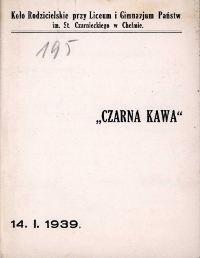 Koło Rodzicielskie przy Liceum i Gimnazjum Państw.
im. St. Czarnieckiego w Chełmie.
195
„CZARNA KAWA"
14. I. 1939.